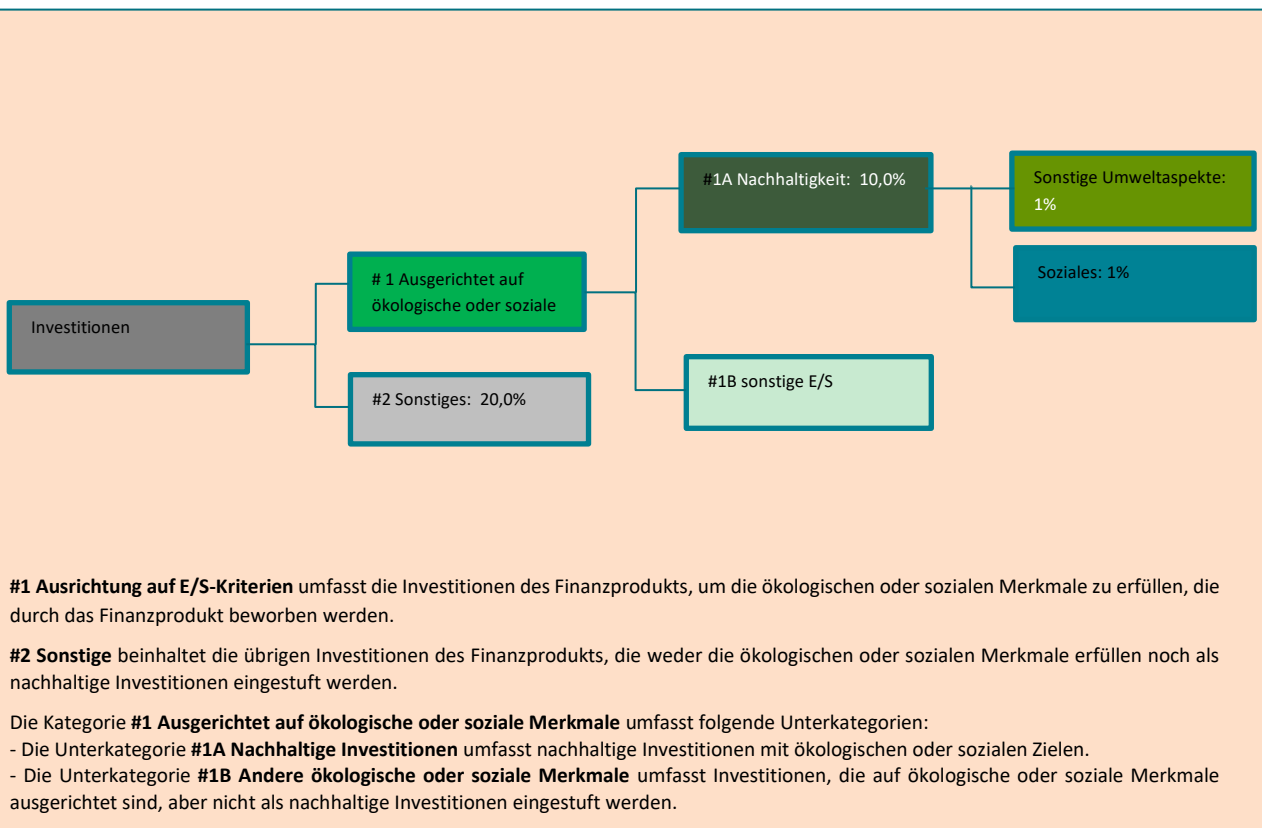 Investitionen
# 1 Ausgerichtet auf
ökologische oder soziale
#2 Sonstiges:  20,0%
#1A Nachhaltigkeit:  10,0%
#1B sonstige E/S
Sonstige Umweltaspekte:
1%
Soziales: 1%
#1 Ausrichtung auf E/S-Kriterien umfasst die Investitionen des Finanzprodukts, um die ökologischen oder sozialen Merkmale zu erfüllen, die
durch das Finanzprodukt beworben werden.
#2 Sonstige beinhaltet die übrigen Investitionen des Finanzprodukts, die weder die ökologischen oder sozialen Merkmale erfüllen noch als
nachhaltige Investitionen eingestuft werden.
Die Kategorie #1 Ausgerichtet auf ökologische oder soziale Merkmale umfasst folgende Unterkategorien:
- Die Unterkategorie #1A Nachhaltige Investitionen umfasst nachhaltige Investitionen mit ökologischen oder sozialen Zielen.
- Die Unterkategorie #1B Andere ökologische oder soziale Merkmale umfasst Investitionen, die auf ökologische oder soziale Merkmale
ausgerichtet sind, aber nicht als nachhaltige Investitionen eingestuft werden.